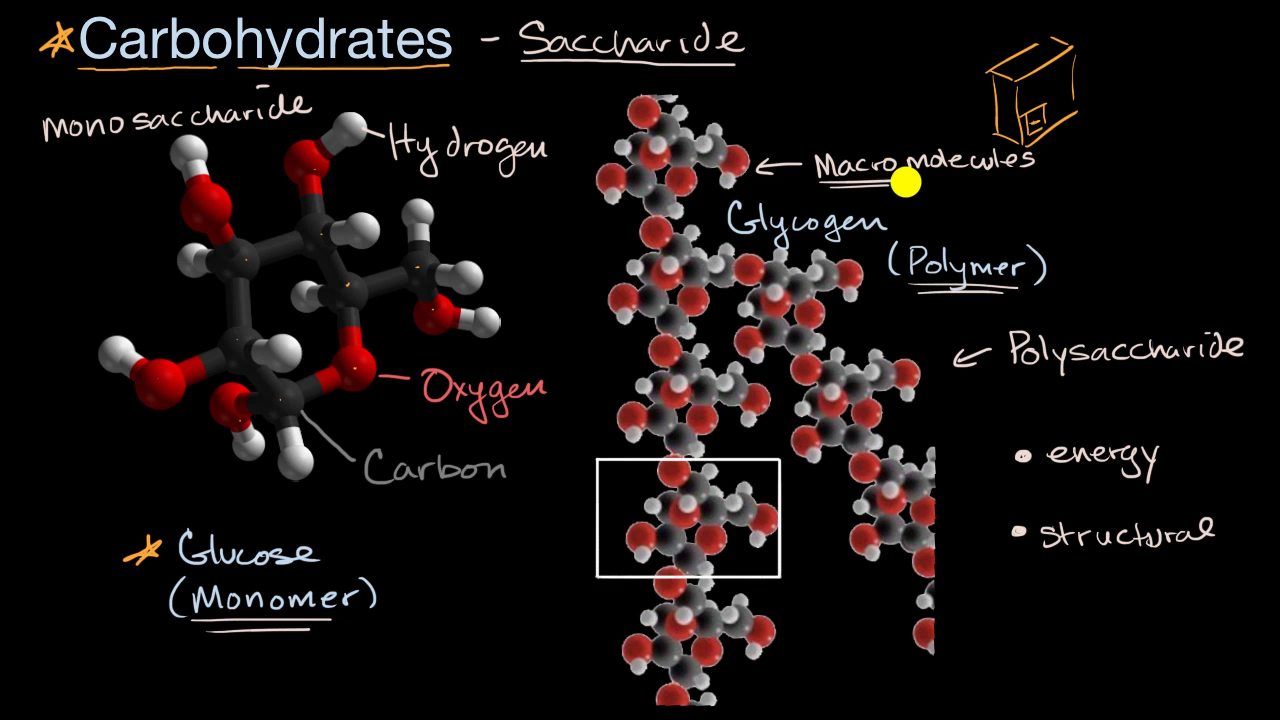 Carbohydrates - Saccharide
Monosaccharide
Hydrogen
Macromolecules
Glycogen
(Polymer)
Polysaccharide
Oxygen
Carbon
• energy
• structural
Glucose
(Monomer)